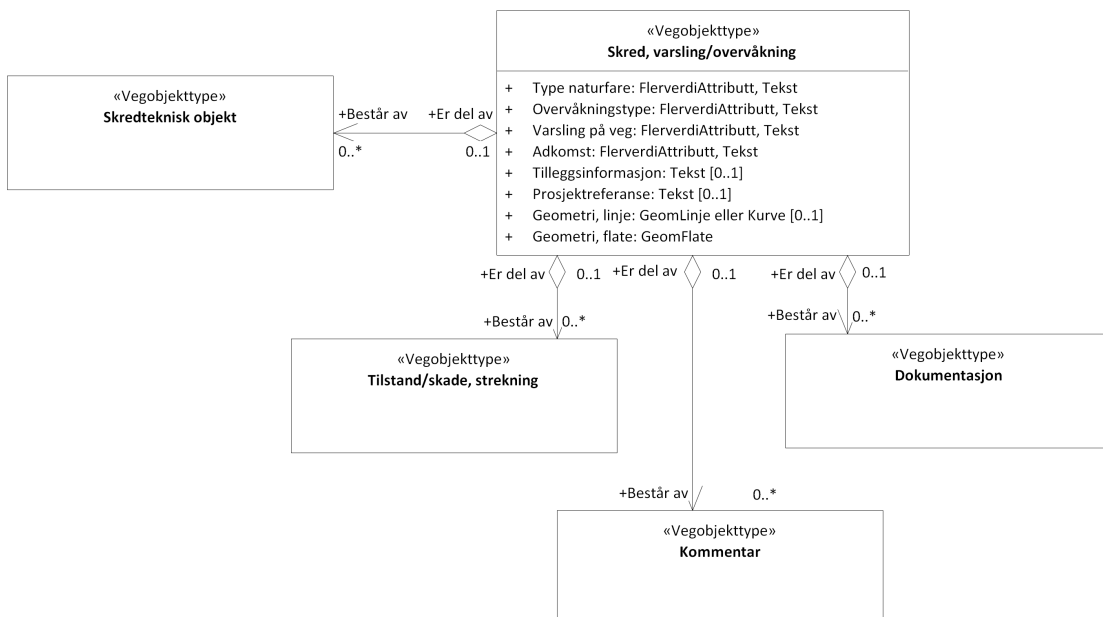 «Vegobjekttype»
Skred, varsling/overvåkning
+ Type naturfare: FlerverdiAttributt, Tekst
+ Overvåkningstype: FlerverdiAttributt, Tekst
+ Varsling på veg: FlerverdiAttributt, Tekst
+ Adkomst: FlerverdiAttributt, Tekst
+ Tilleggsinformasjon: Tekst [0..1]
+ Prosjektreferanse: Tekst [0..1]
+ Geometri, linje: GeomLinje eller Kurve [0..1]
+ Geometri, flate: GeomFlate
«Vegobjekttype»
Skredteknisk objekt
+Består av +Er del av
0..* 0..1
+Er del av 0..1 +Er del av 0..1 +Er del av 0..1
+Består av 0..* +Består av 0..*
«Vegobjekttype»
Tilstand/skade, strekning
«Vegobjekttype»
Dokumentasjon
+Består av 0..*
«Vegobjekttype»
Kommentar